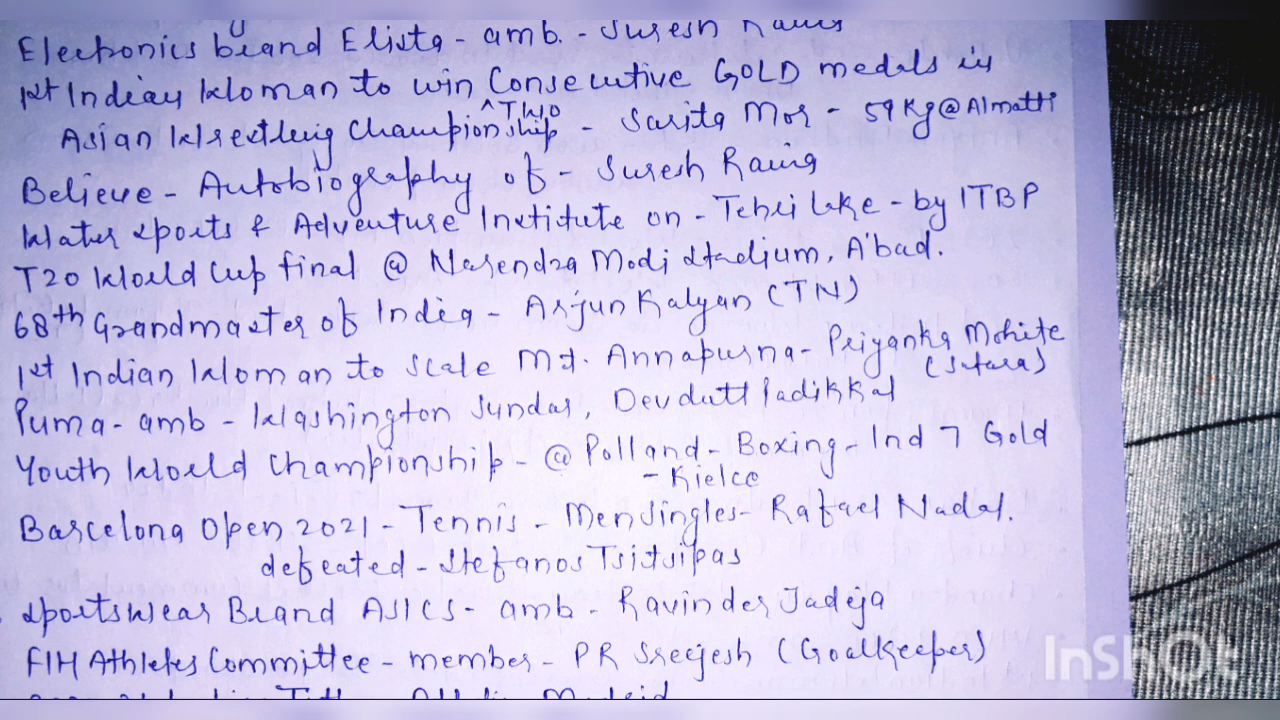 Electronics brand Elista - amb. - Suresh Raina
1st Indian Woman to win Consecutive GOLD medals in
^ TWO
Asian Wrestling Championship - Sarita Mor - 59 Kg @ Almatti
Believe - Autobiography of - Suresh Raina
Water sports & Adventure Institute on - Tehri lake - by ITBP
T20 World Cup final @ Narendra Modi Stadium, A'bad.
68th Grandmaster of India - Arjun Kalyan (TN)
1st Indian Woman to scale Mt. Annapurna - Priyanka Mohite
(Satara)
Puma - amb - Washington Sundar, Devdutt Padikkal
Youth World Championship - @ Polland - Boxing - Ind 7 Gold
- Kielce
Barcelona Open 2021 - Tennis - Men Singles - Rafael Nadal.
defeated - Stefanos Tsitsipas
Sportswear Brand ASICS - amb - Ravinder Jadeja
FIH Athletes Committee - member - PR Sreejesh (Goalkeeper)
InShOt